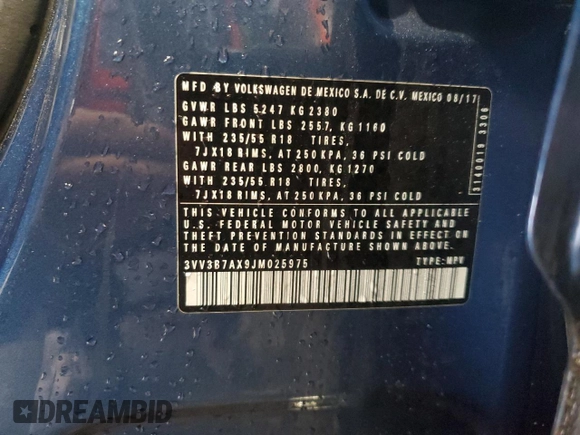 MFD BY VOLKSWAGEN DE MEXICO S.A. DE C.V. MEXICO 08/17
GVWR LBS 5247 KG 2380
GAWR FRONT LBS 2557, KG 1160
WITH 235/55 R18 TIRES,
7JX18 RIMS, AT 250 KPA, 36 PSI COLD
GAWR REAR LBS 2800, KG 1270
WITH 235/55 R18 TIRES,
7JX18 RIMS, AT 250 KPA, 36 PSI COLD
THIS VEHICLE CONFORMS TO ALL APPLICABLE
U.S. FEDERAL MOTOR VEHICLE SAFETY AND
THEFT PREVENTION STANDARDS IN EFFECT ON
THE DATE OF MANUFACTURE SHOWN ABOVE.
3VV3B7AX9JM025975 TYPE: MPV
3140019 3306
DREAMBID